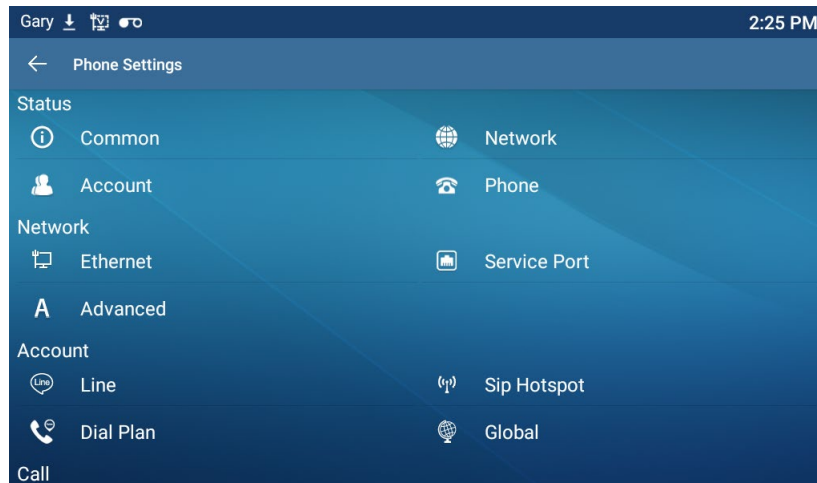 Gary 2:25 PM
Phone Settings
Status
Common Network
Account Phone
Network
Ethernet Service Port
A Advanced
Account
Line Line Sip Hotspot
Dial Plan Global
Call